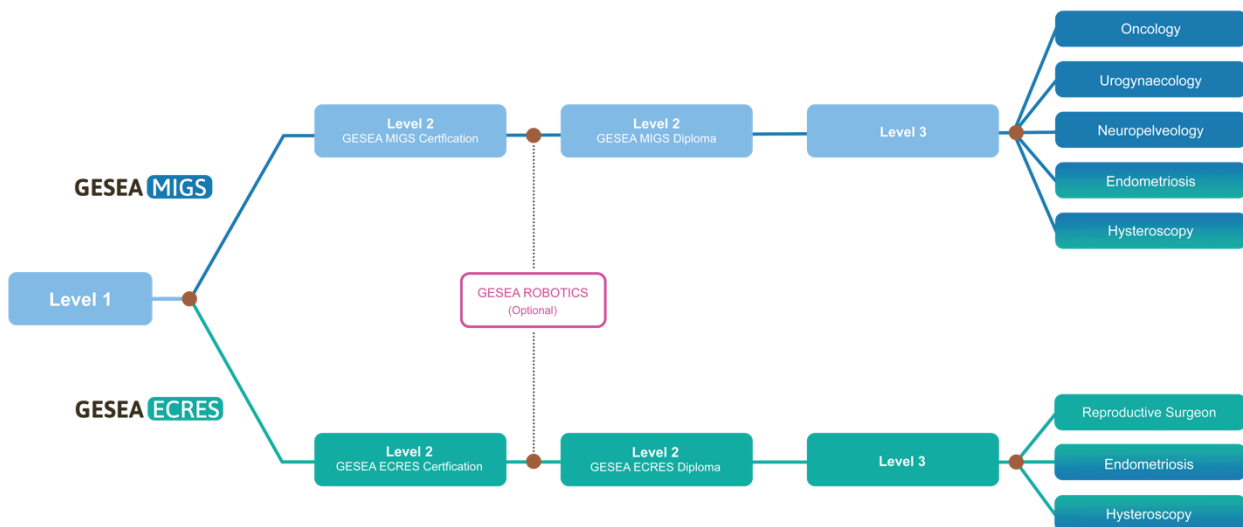 Oncology
Urogynaecology
Level 2
GESEA MIGS Certfication
Level 2
GESEA MIGS Diploma
Level 3
Neuropelveology
Endometriosis
GESEA MIGS
Hysteroscopy
Level 1
GESEA ROBOTICS
(Optional)
GESEA ECRES
Reproductive Surgeon
Level 2
GESEA ECRES Certfication
Level 2
GESEA ECRES Diploma
Level 3
Endometriosis
Hysteroscopy